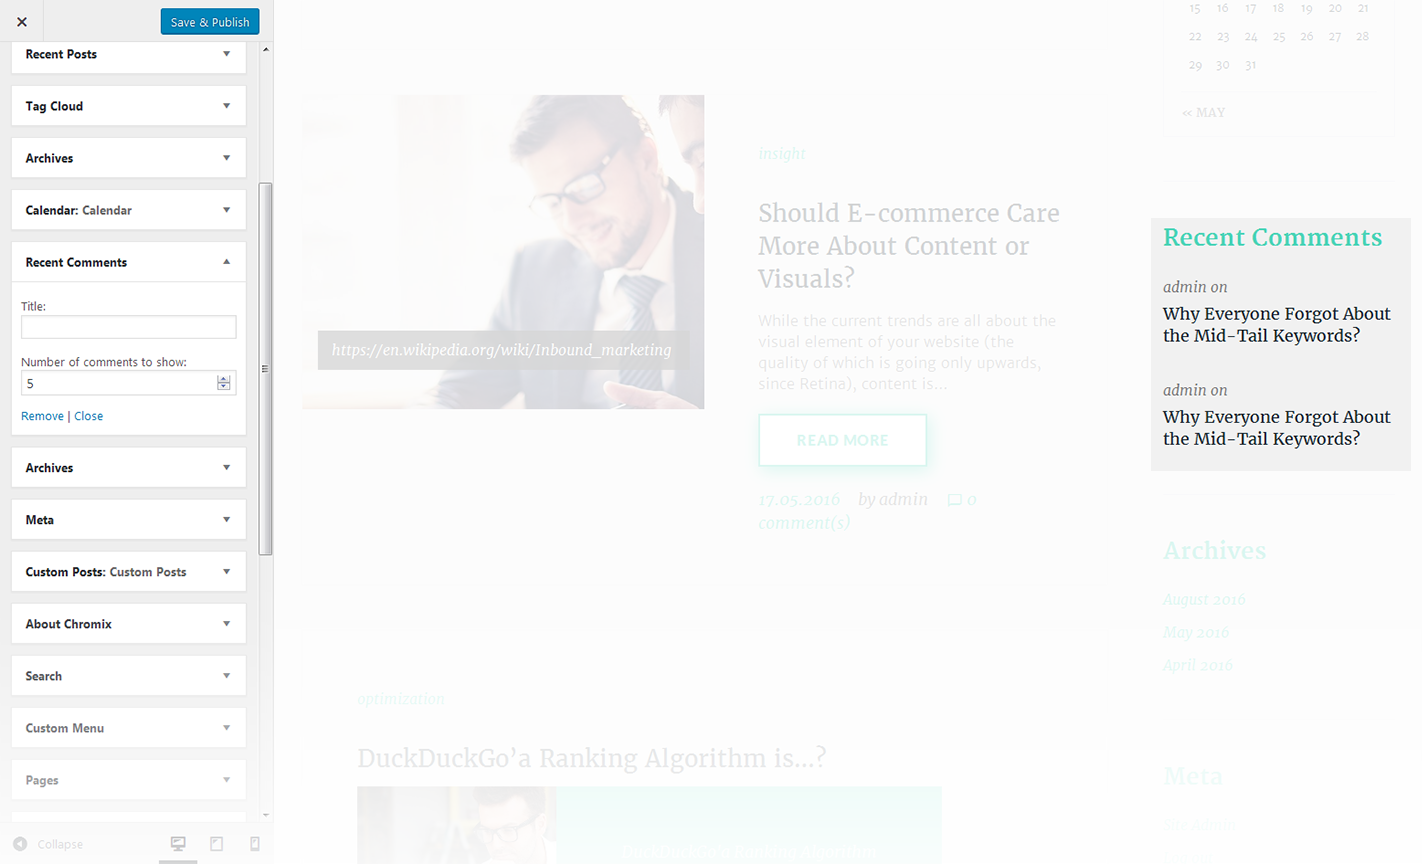 Save & Publish
Recent Posts
Tag Cloud
Archives
Calendar: Calendar
Recent Comments
Title:
Number of comments to show:
5
Remove | Close
Archives
Meta
Custom Posts: Custom Posts
About Chromix
Search
Custom Menu
Pages
Collapse
https://en.wikipedia.org/wiki/Inbound_marketing
insight
Should E-commerce Care
More About Content or
Visuals?
While the current trends are all about the
visual element of your website (the
quality of which is going only upwards,
since Retina), content is...
READ MORE
17.05.2016 by admin 0
comment(s)
optimization
DuckDuckGo’a Ranking Algorithm is...?
DuckDuckGo'a Ranking Algorithm
15 16 17 18 19 20 21
22 23 24 25 26 27 28
29 30 31
« MAY
Recent Comments
admin on
Why Everyone Forgot About
the Mid-Tail Keywords?
admin on
Why Everyone Forgot About
the Mid-Tail Keywords?
Archives
August 2016
May 2016
April 2016
Meta